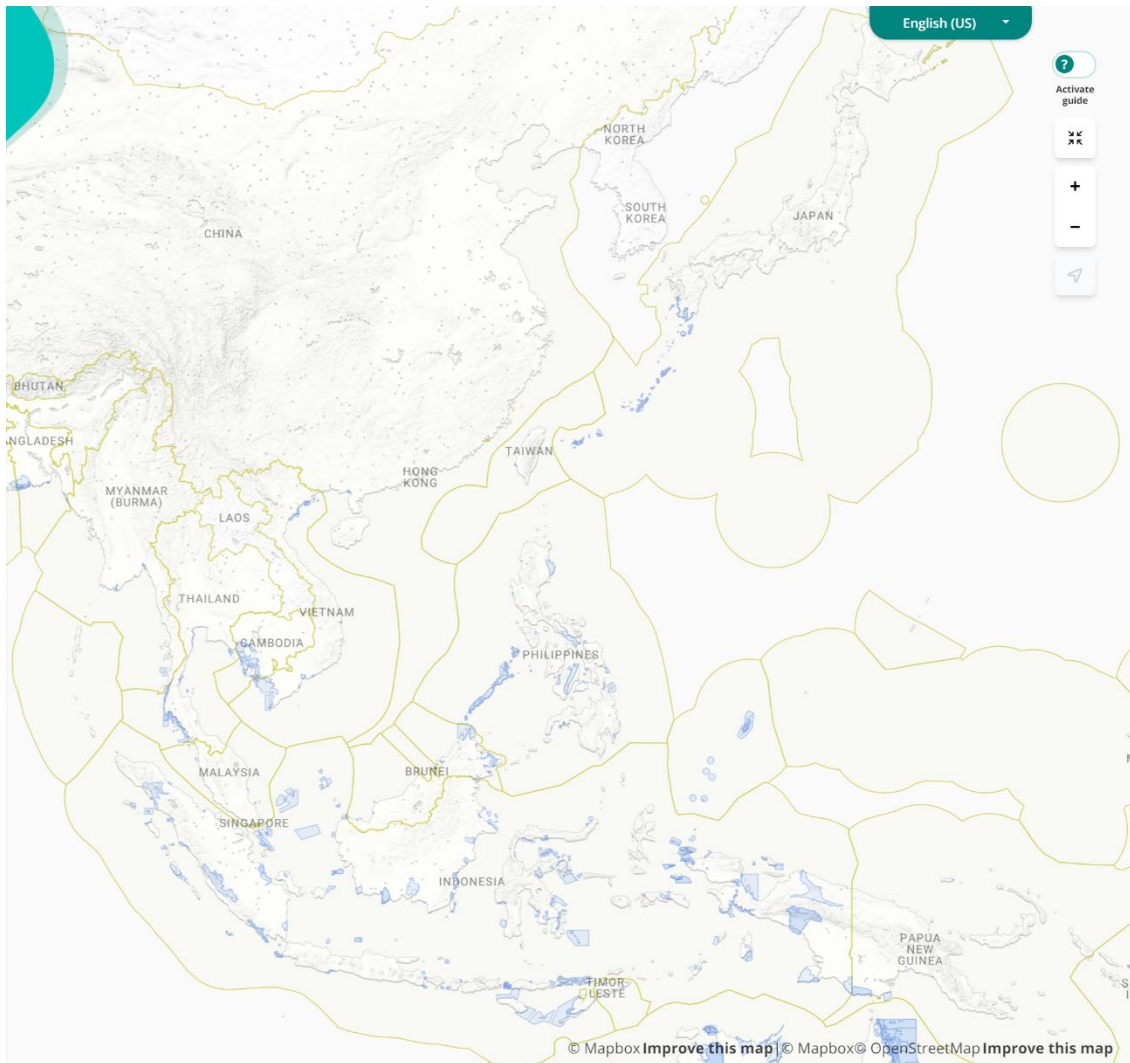 English (US)
?
Activate
guide
+
−
NORTH
KOREA
SOUTH
KOREA
JAPAN
CHINA
BHUTAN
NGLADESH
MYANMAR
(BURMA)
LAOS
HONG
KONG
TAIWAN
THAILAND
VIETNAM
CAMBODIA
PHILIPPINES
MALAYSIA
BRUNEI
SINGAPORE
INDONESIA
PAPUA
NEW
GUINEA
TIMOR-
LESTE
© Mapbox Improve this map | © Mapbox © OpenStreetMap Improve this map